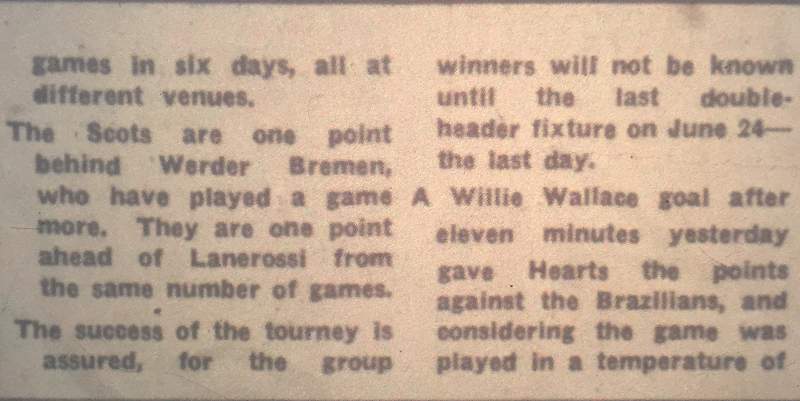 games in six days, all at
different venues.
The Scots are one point
behind Werder Bremen,
who have played a game
more. They are one point
ahead of Lanerossi from
the same number of games.
The success of the tourney is
assured, for the group
winners will not be known
until the last double-
header fixture on June 24—
the last day.
A Willie Wallace goal after
eleven minutes yesterday
gave Hearts the points
against the Brazilians, and
considering the game was
played in a temperature of